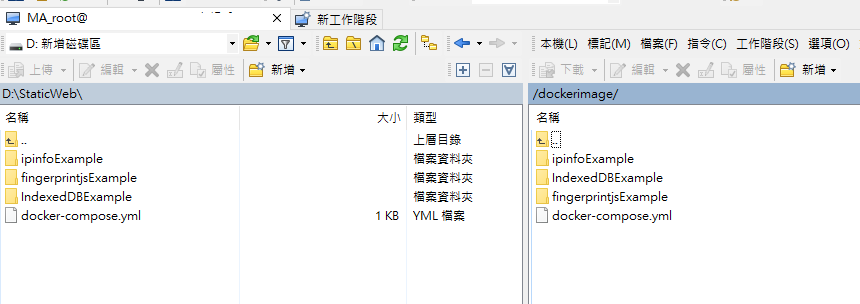 MA_root@
新工作階段
D: 新增磁碟區
本機(L) 標記(M) 檔案(F) 指令(C) 工作階段(S) 選項(O)
上傳 編輯 屬性 新增
下載 編輯 屬性 新增
D:\StaticWeb\
/dockerimage/
名稱 大小 類型
名稱
.. 上層目錄
..
ipinfoExample 檔案資料夾
ipinfoExample
fingerprintjsExample 檔案資料夾
IndexedDBExample
IndexedDBExample 檔案資料夾
fingerprintjsExample
docker-compose.yml 1 KB YML 檔案
docker-compose.yml